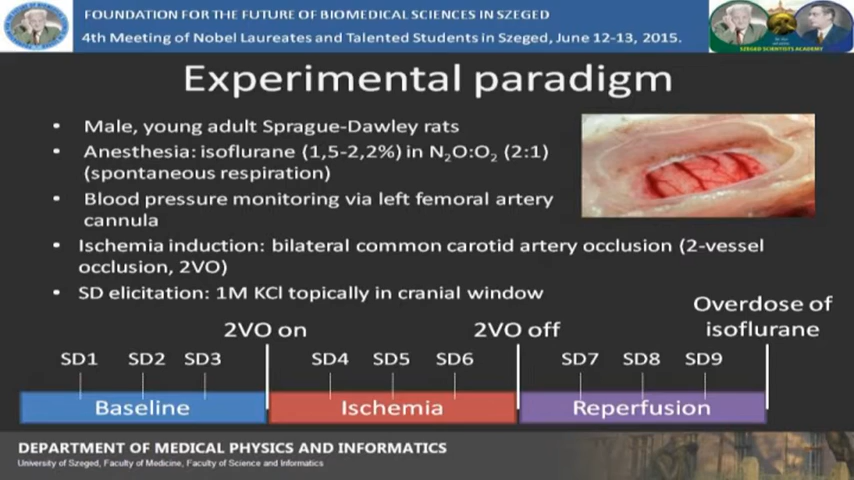 FOUNDATION FOR THE FUTURE OF BIOMEDICAL SCIENCES IN SZEGED
4th Meeting of Nobel Laureates and Talented Students in Szeged, June 12-13, 2015.
SZEGED SCIENTISTS ACADEMY
Experimental paradigm
• Male, young adult Sprague-Dawley rats
• Anesthesia: isoflurane (1,5-2,2%) in N₂O:O₂ (2:1)
(spontaneous respiration)
• Blood pressure monitoring via left femoral artery
cannula
• Ischemia induction: bilateral common carotid artery occlusion (2-vessel
occlusion, 2VO)
• SD elicitation: 1M KCl topically in cranial window
Overdose of
isoflurane
2VO on 2VO off
SD1 SD2 SD3 SD4 SD5 SD6 SD7 SD8 SD9
Baseline Ischemia Reperfusion
DEPARTMENT OF MEDICAL PHYSICS AND INFORMATICS
University of Szeged, Faculty of Medicine, Faculty of Science and Informatics